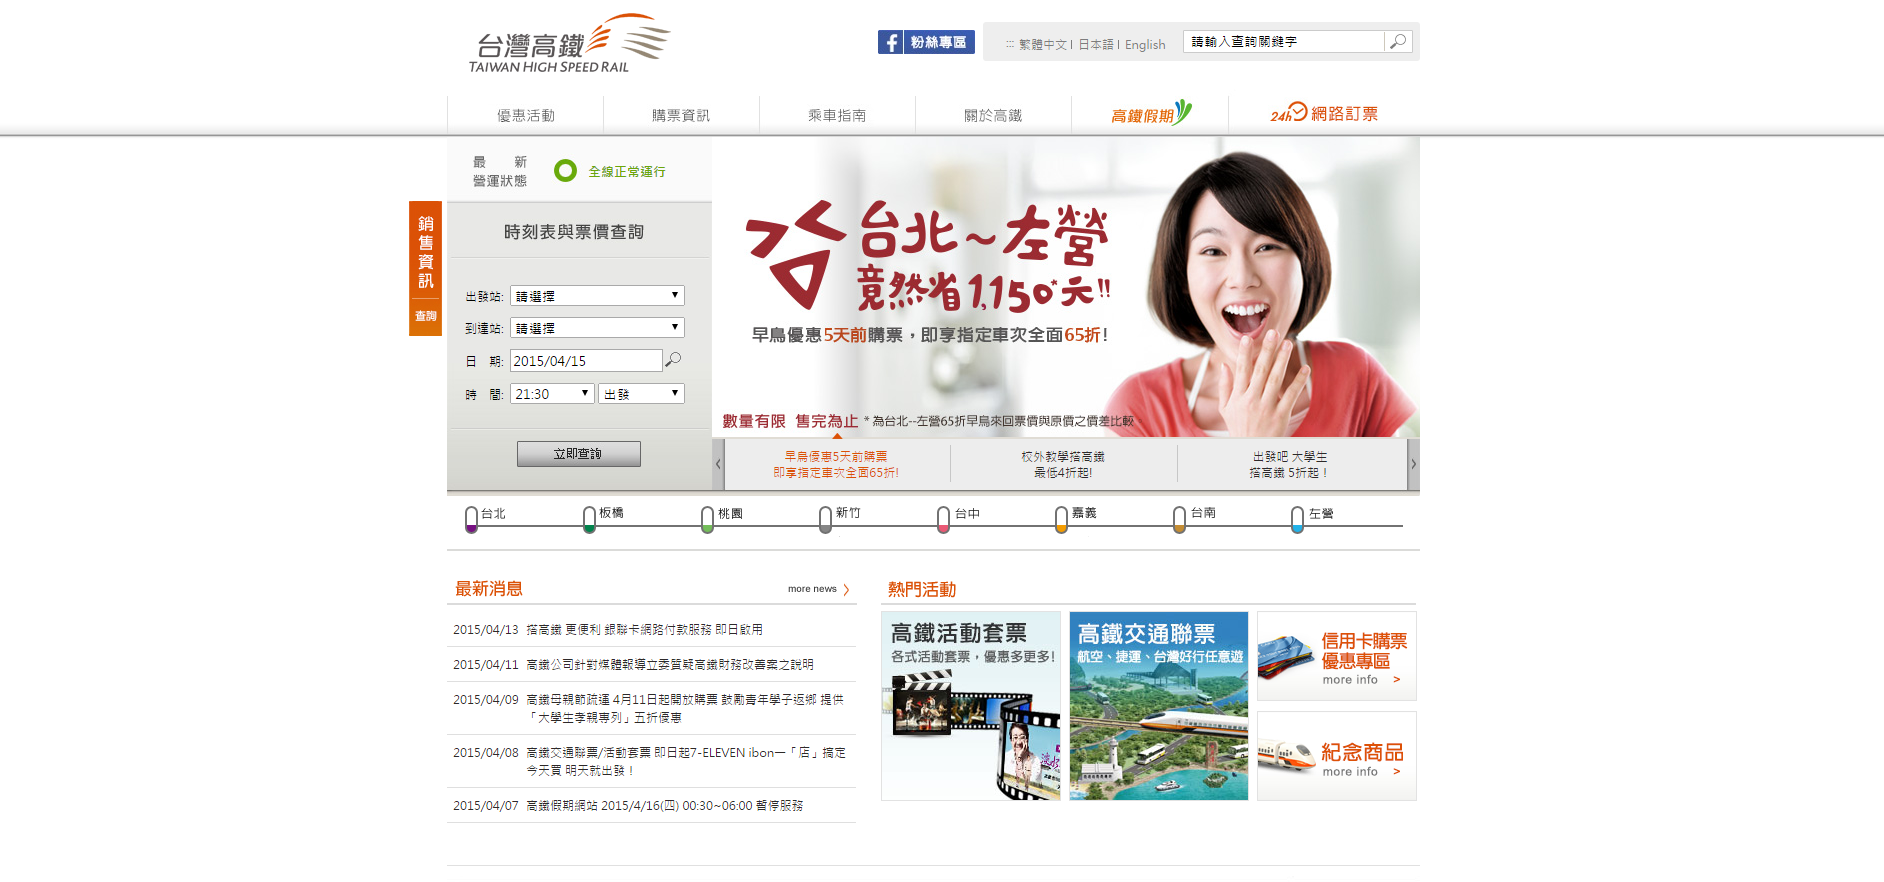 台灣高鐵
TAIWAN HIGH SPEED RAIL
粉絲專區
::: 繁體中文 | 日本語 | English
請輸入查詢關鍵字
優惠活動
購票資訊
乘車指南
關於高鐵
高鐵假期
24h 網路訂票
最 新
營運狀態
全線正常運行
銷售資訊
查詢
時刻表與票價查詢
出發站: 請選擇
到達站: 請選擇
日 期: 2015/04/15
時 間: 21:30 出發
立即查詢
哈 台北~左營
竟然省1,150*元!!
早鳥優惠5天前購票，即享指定車次全面65折!
數量有限 售完為止 * 為台北--左營65折早鳥來回票價與原價之價差比較
早鳥優惠5天前購票
即享指定車次全面65折!
校外教學搭高鐵
最低4折起!
出發吧 大學生
搭高鐵 5折起！
台北
板橋
桃園
新竹
台中
嘉義
台南
左營
最新消息
more news
2015/04/13 搭高鐵 更便利 銀聯卡網路付款服務 即日啟用
2015/04/11 高鐵公司針對媒體報導立委質疑高鐵財務改善案之說明
2015/04/09 高鐵母親節疏運 4月11日起開放購票 鼓勵青年學子返鄉 提供
「大學生孝親專列」五折優惠
2015/04/08 高鐵交通聯票/活動套票 即日起7-ELEVEN ibon一「店」搞定
今天買 明天就出發！
2015/04/07 高鐵假期網站 2015/4/16(四) 00:30~06:00 暫停服務
熱門活動
高鐵活動套票
各式活動套票，優惠多更多!
高鐵交通聯票
航空、捷運、台灣好行任意遊
信用卡購票
優惠專區
more info >
紀念商品
more info >